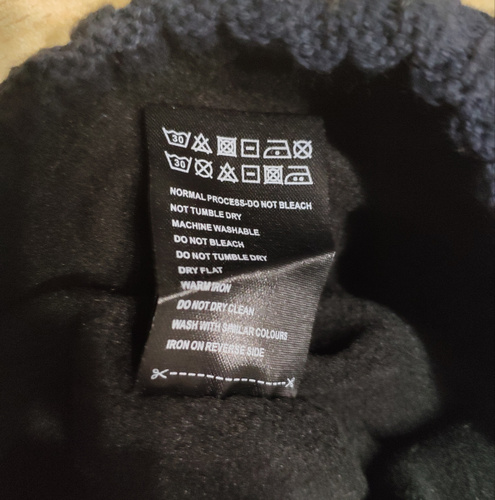 30
30
NORMAL PROCESS-DO NOT BLEACH
NOT TUMBLE DRY
MACHINE WASHABLE
DO NOT BLEACH
DO NOT TUMBLE DRY
DRY FLAT
WARM IRON
DO NOT DRY CLEAN
WASH WITH SIMILAR COLOURS
IRON ON REVERSE SIDE